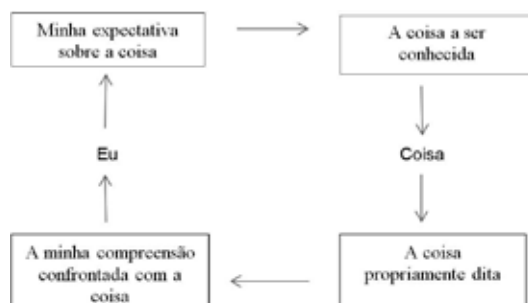 Minha expectativa
sobre a coisa
A coisa a ser
conhecida
Eu
Coisa
A minha compreensão
confrontada com a
coisa
A coisa
propriamente dita